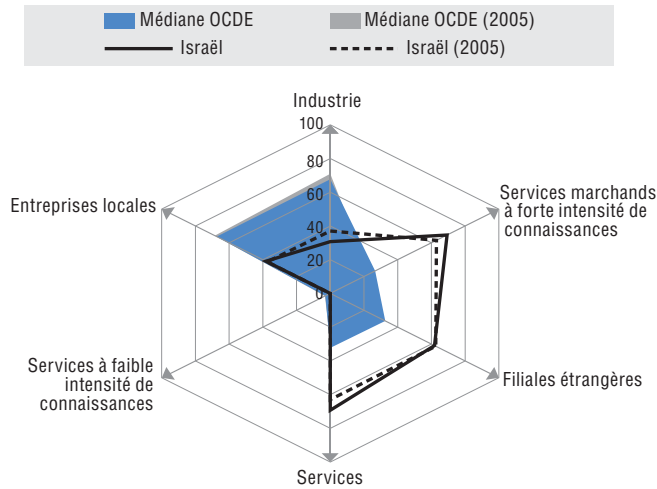 Médiane OCDE
Médiane OCDE (2005)
Israël
Israël (2005)
Industrie
100
80
60
40
20
0
Services marchands
à forte intensité de
connaissances
Entreprises locales
Services à faible
intensité de
connaissances
Filiales étrangères
Services